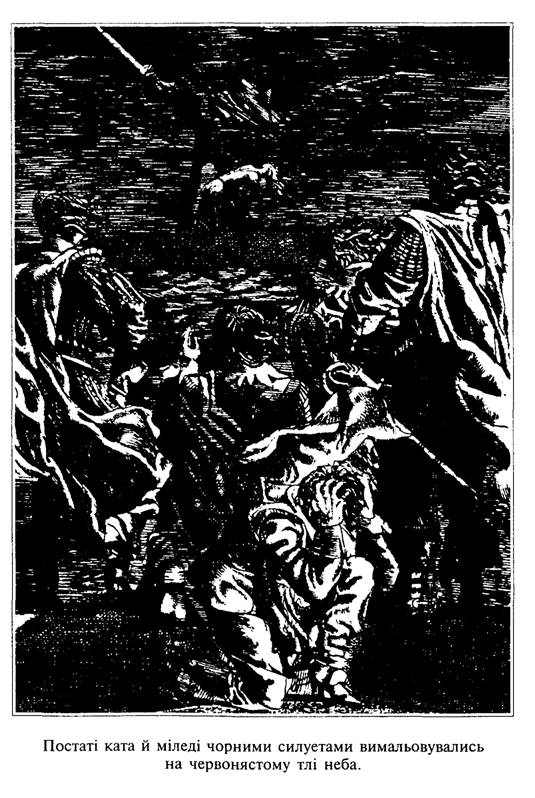 Постаті ката й міледі чорними силуетами вимальовувались
на червонястому тлі неба.